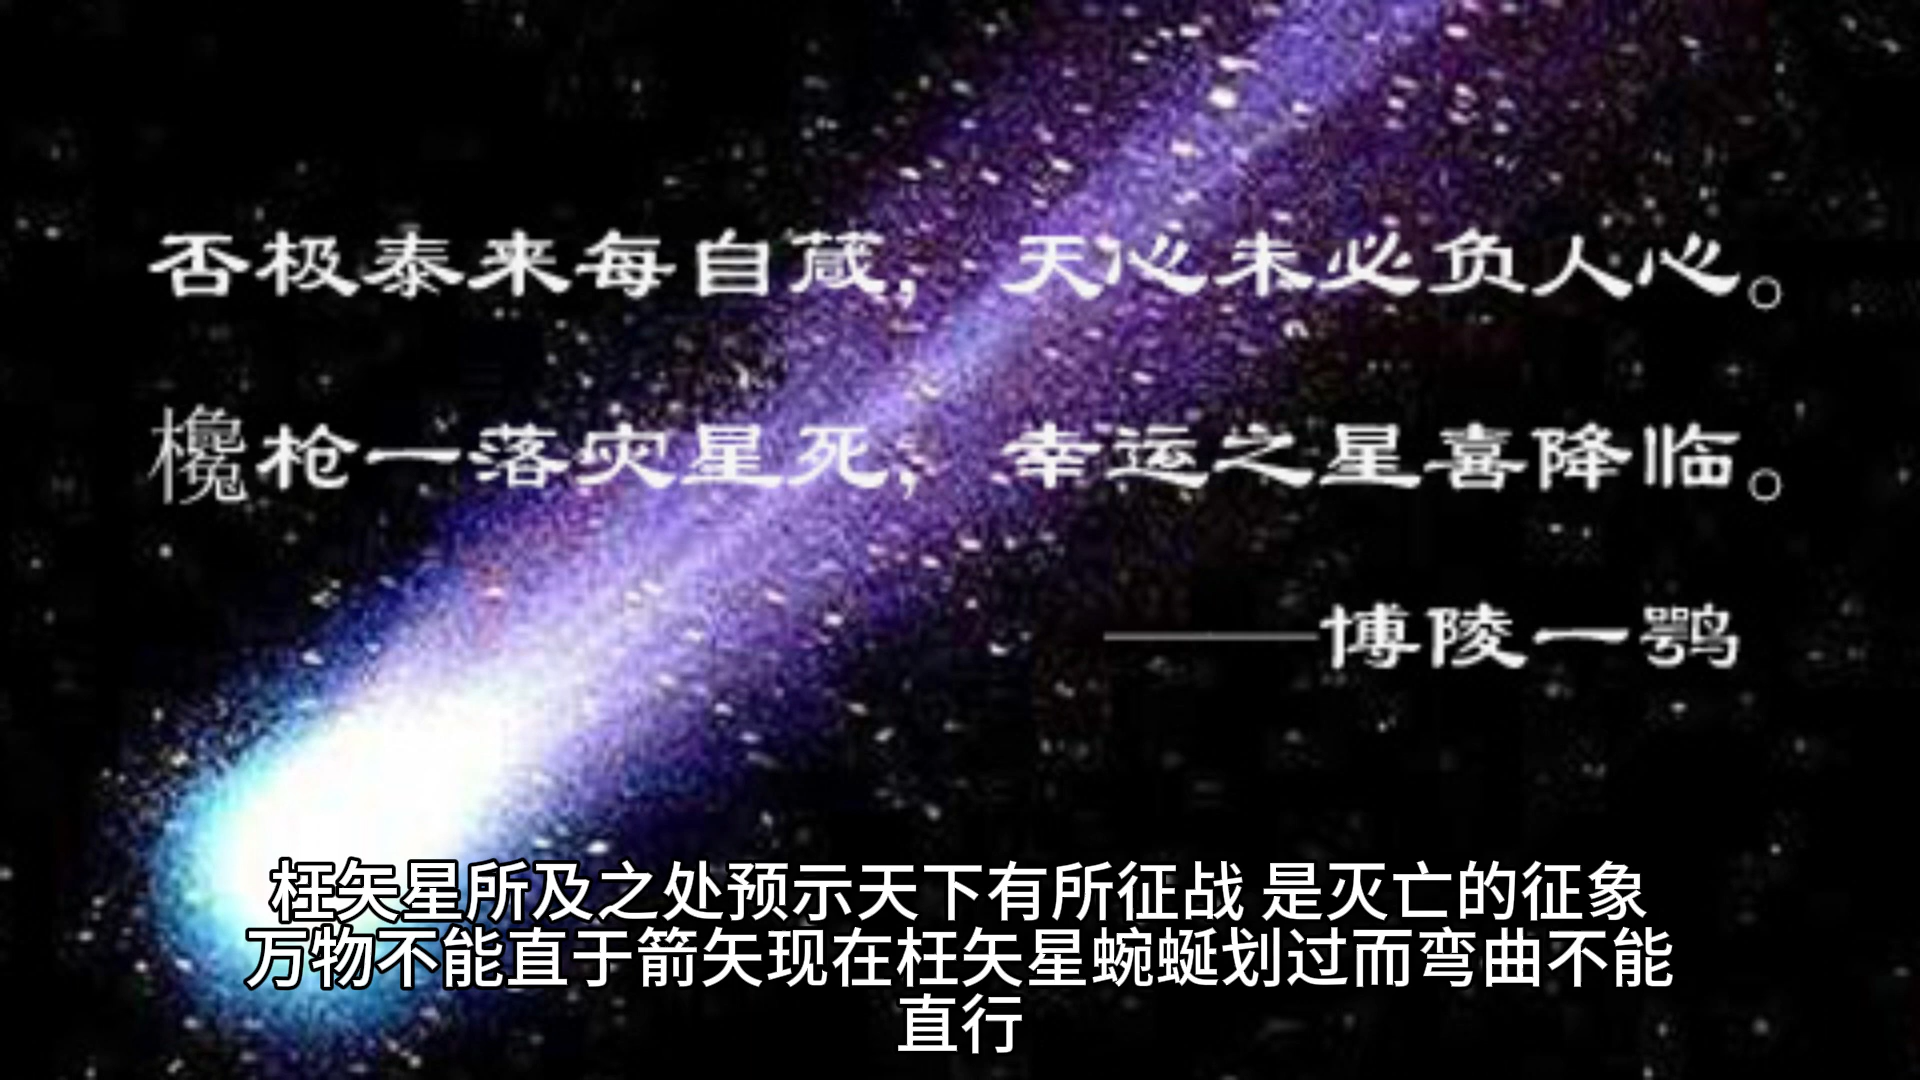 否极泰来每自蒇，天心未必负人心。
欃枪一落灾星死，幸运之星喜降临。
——博陵一鹗
枉矢星所及之处预示天下有所征战 是灭亡的征象
万物不能直于箭矢现在枉矢星蜿蜒划过而弯曲不能
直行